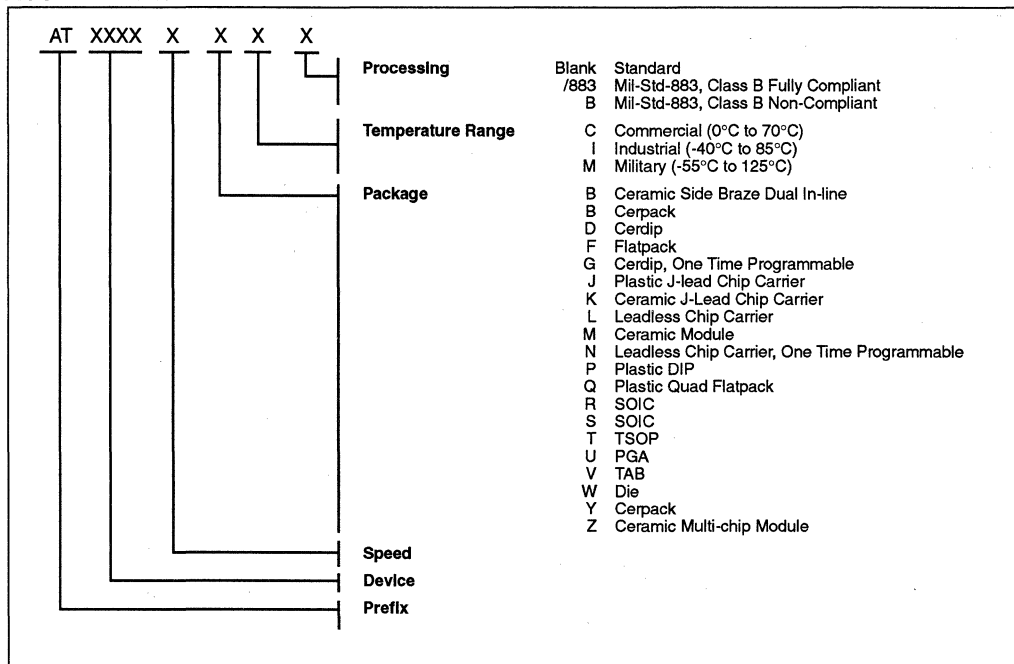 AT XXXX X X X X
Processing Blank Standard
/883 Mil-Std-883, Class B Fully Compliant
B Mil-Std-883, Class B Non-Compliant
Temperature Range C Commercial (0°C to 70°C)
I Industrial (-40°C to 85°C)
M Military (-55°C to 125°C)
Package B Ceramic Side Braze Dual In-line
B Cerpack
D Cerdip
F Flatpack
G Cerdip, One Time Programmable
J Plastic J-lead Chip Carrier
K Ceramic J-Lead Chip Carrier
L Leadless Chip Carrier
M Ceramic Module
N Leadless Chip Carrier, One Time Programmable
P Plastic DIP
Q Plastic Quad Flatpack
R SOIC
S SOIC
T TSOP
U PGA
V TAB
W Die
Y Cerpack
Z Ceramic Multi-chip Module
Speed
Device
Prefix